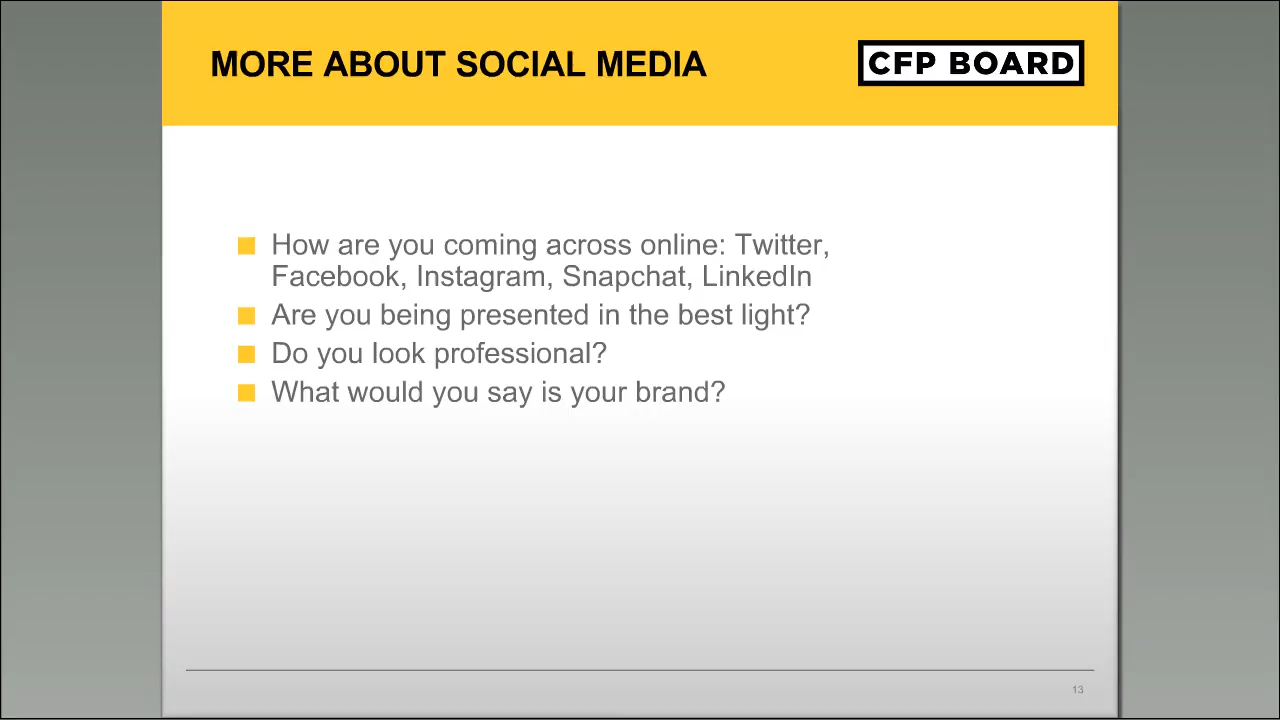 MORE ABOUT SOCIAL MEDIA
CFP BOARD
How are you coming across online: Twitter,
Facebook, Instagram, Snapchat, LinkedIn
Are you being presented in the best light?
Do you look professional?
What would you say is your brand?
13